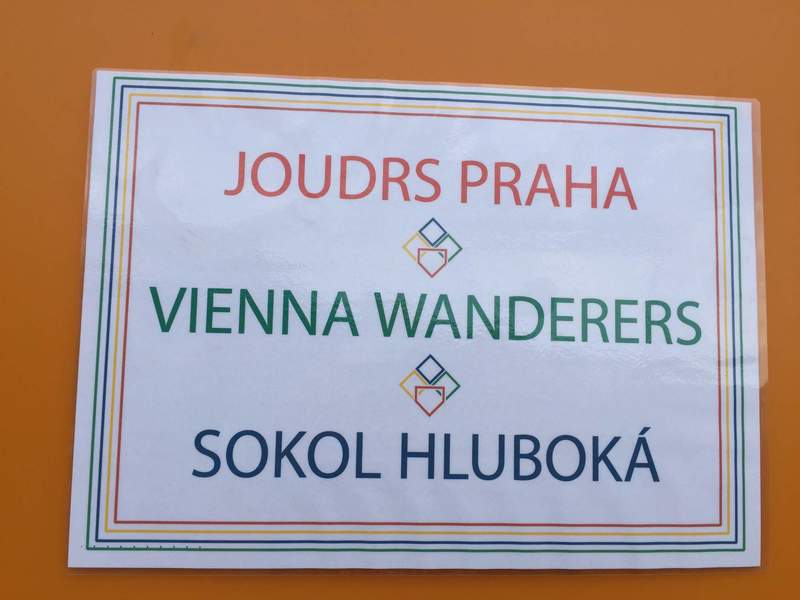 JOUDRS PRAHA
VIENNA WANDERERS
SOKOL HLUBOKÁ